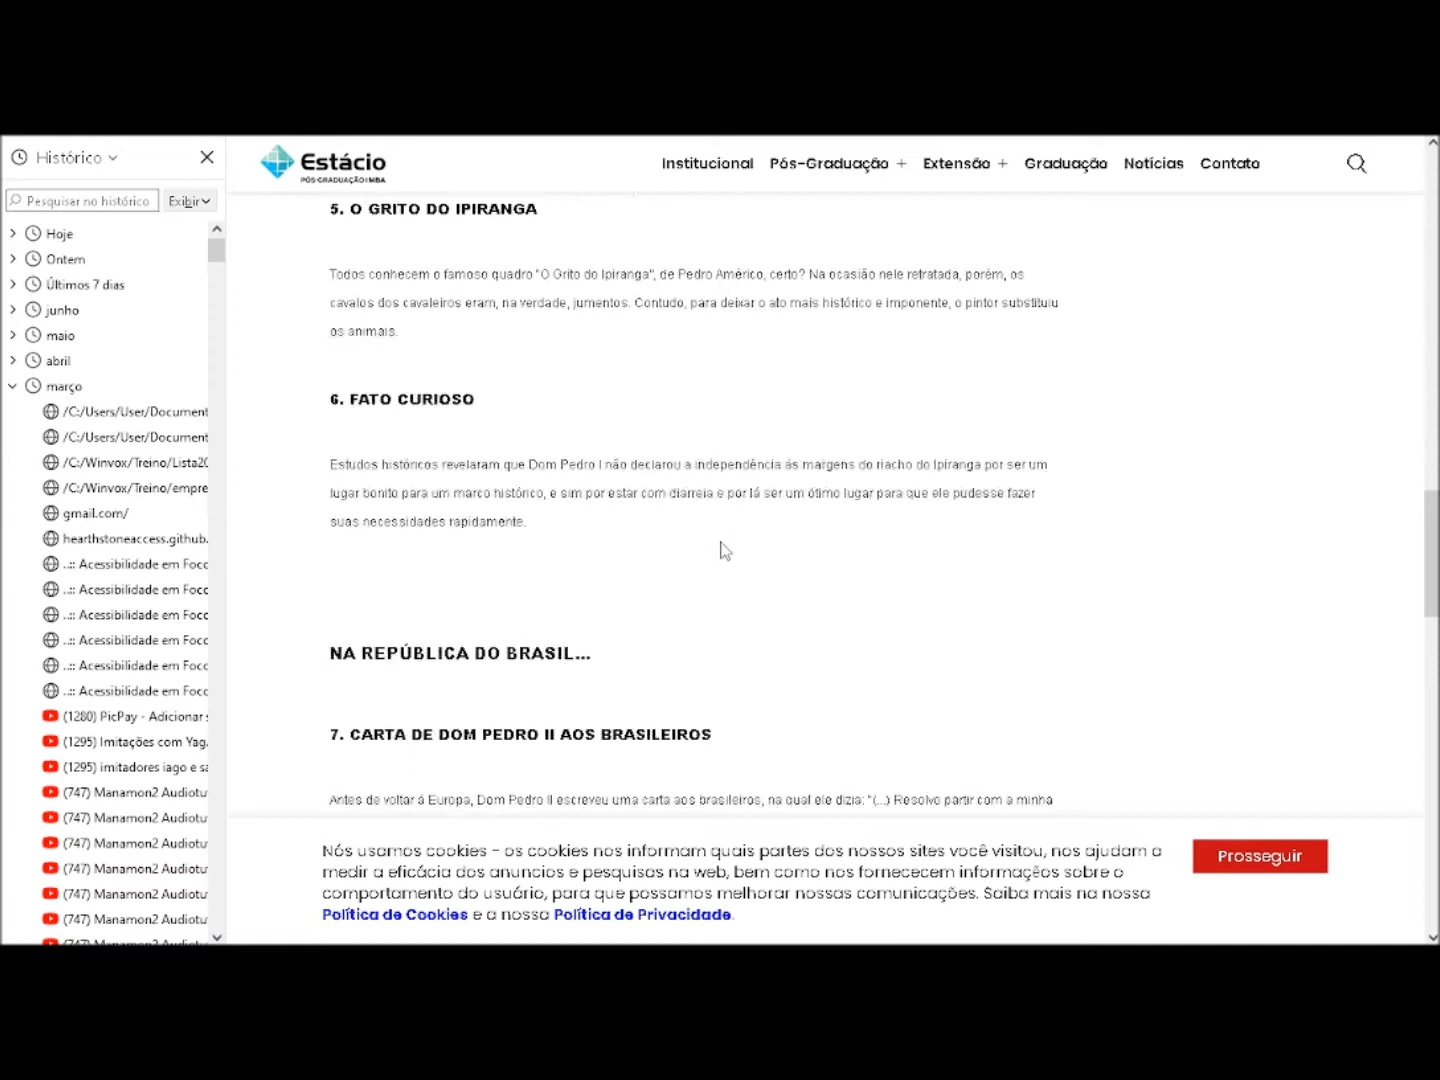 Histórico
Pesquisar no histórico
Exibir
Hoje
Ontem
Últimos 7 dias
junho
maio
abril
março
/C:/Users/User/Document
/C:/Users/User/Document
/C:/Winvox/Treino/Lista20
/C:/Winvox/Treino/empre
gmail.com/
hearthstoneaccess.github.
..:: Acessibilidade em Foco
..:: Acessibilidade em Foco
..:: Acessibilidade em Foco
..:: Acessibilidade em Foco
..:: Acessibilidade em Foco
..:: Acessibilidade em Foco
(1280) PicPay - Adicionar s
(1295) Imitações com Yag
(1295) imitadores iago e sa
(747) Manamon2 Audiotu
(747) Manamon2 Audiotu
(747) Manamon2 Audiotu
(747) Manamon2 Audiotu
(747) Manamon2 Audiotu
(747) Manamon2 Audiotu
(747) Manamon2 Audiotu
Estácio
PÓS-GRADUAÇÃO | MBA
Institucional Pós-Graduação + Extensão + Graduação Notícias Contato
5. O GRITO DO IPIRANGA
Todos conhecem o famoso quadro "O Grito do Ipiranga", de Pedro Américo, certo? Na ocasião nele retratada, porém, os
cavalos dos cavaleiros eram, na verdade, jumentos. Contudo, para deixar o ato mais histórico e imponente, o pintor substituiu
os animais.
6. FATO CURIOSO
Estudos históricos revelaram que Dom Pedro I não declarou a independência às margens do riacho do Ipiranga por ser um
lugar bonito para um marco histórico, e sim por estar com diarreia e por lá ser um ótimo lugar para que ele pudesse fazer
suas necessidades rapidamente.
NA REPÚBLICA DO BRASIL...
7. CARTA DE DOM PEDRO II AOS BRASILEIROS
Antes de voltar à Europa, Dom Pedro II escreveu uma carta aos brasileiros, na qual ele dizia: "(...) Resolvo partir com a minha
Nós usamos cookies - os cookies nos informam quais partes dos nossos sites você visitou, nos ajudam a
medir a eficácia dos anuncios e pesquisas na web, bem como nos fornececem informações sobre o
comportamento do usuário, para que possamos melhorar nossas comunicações. Saiba mais na nossa
Política de Cookies e a nossa Política de Privacidade.
Prosseguir